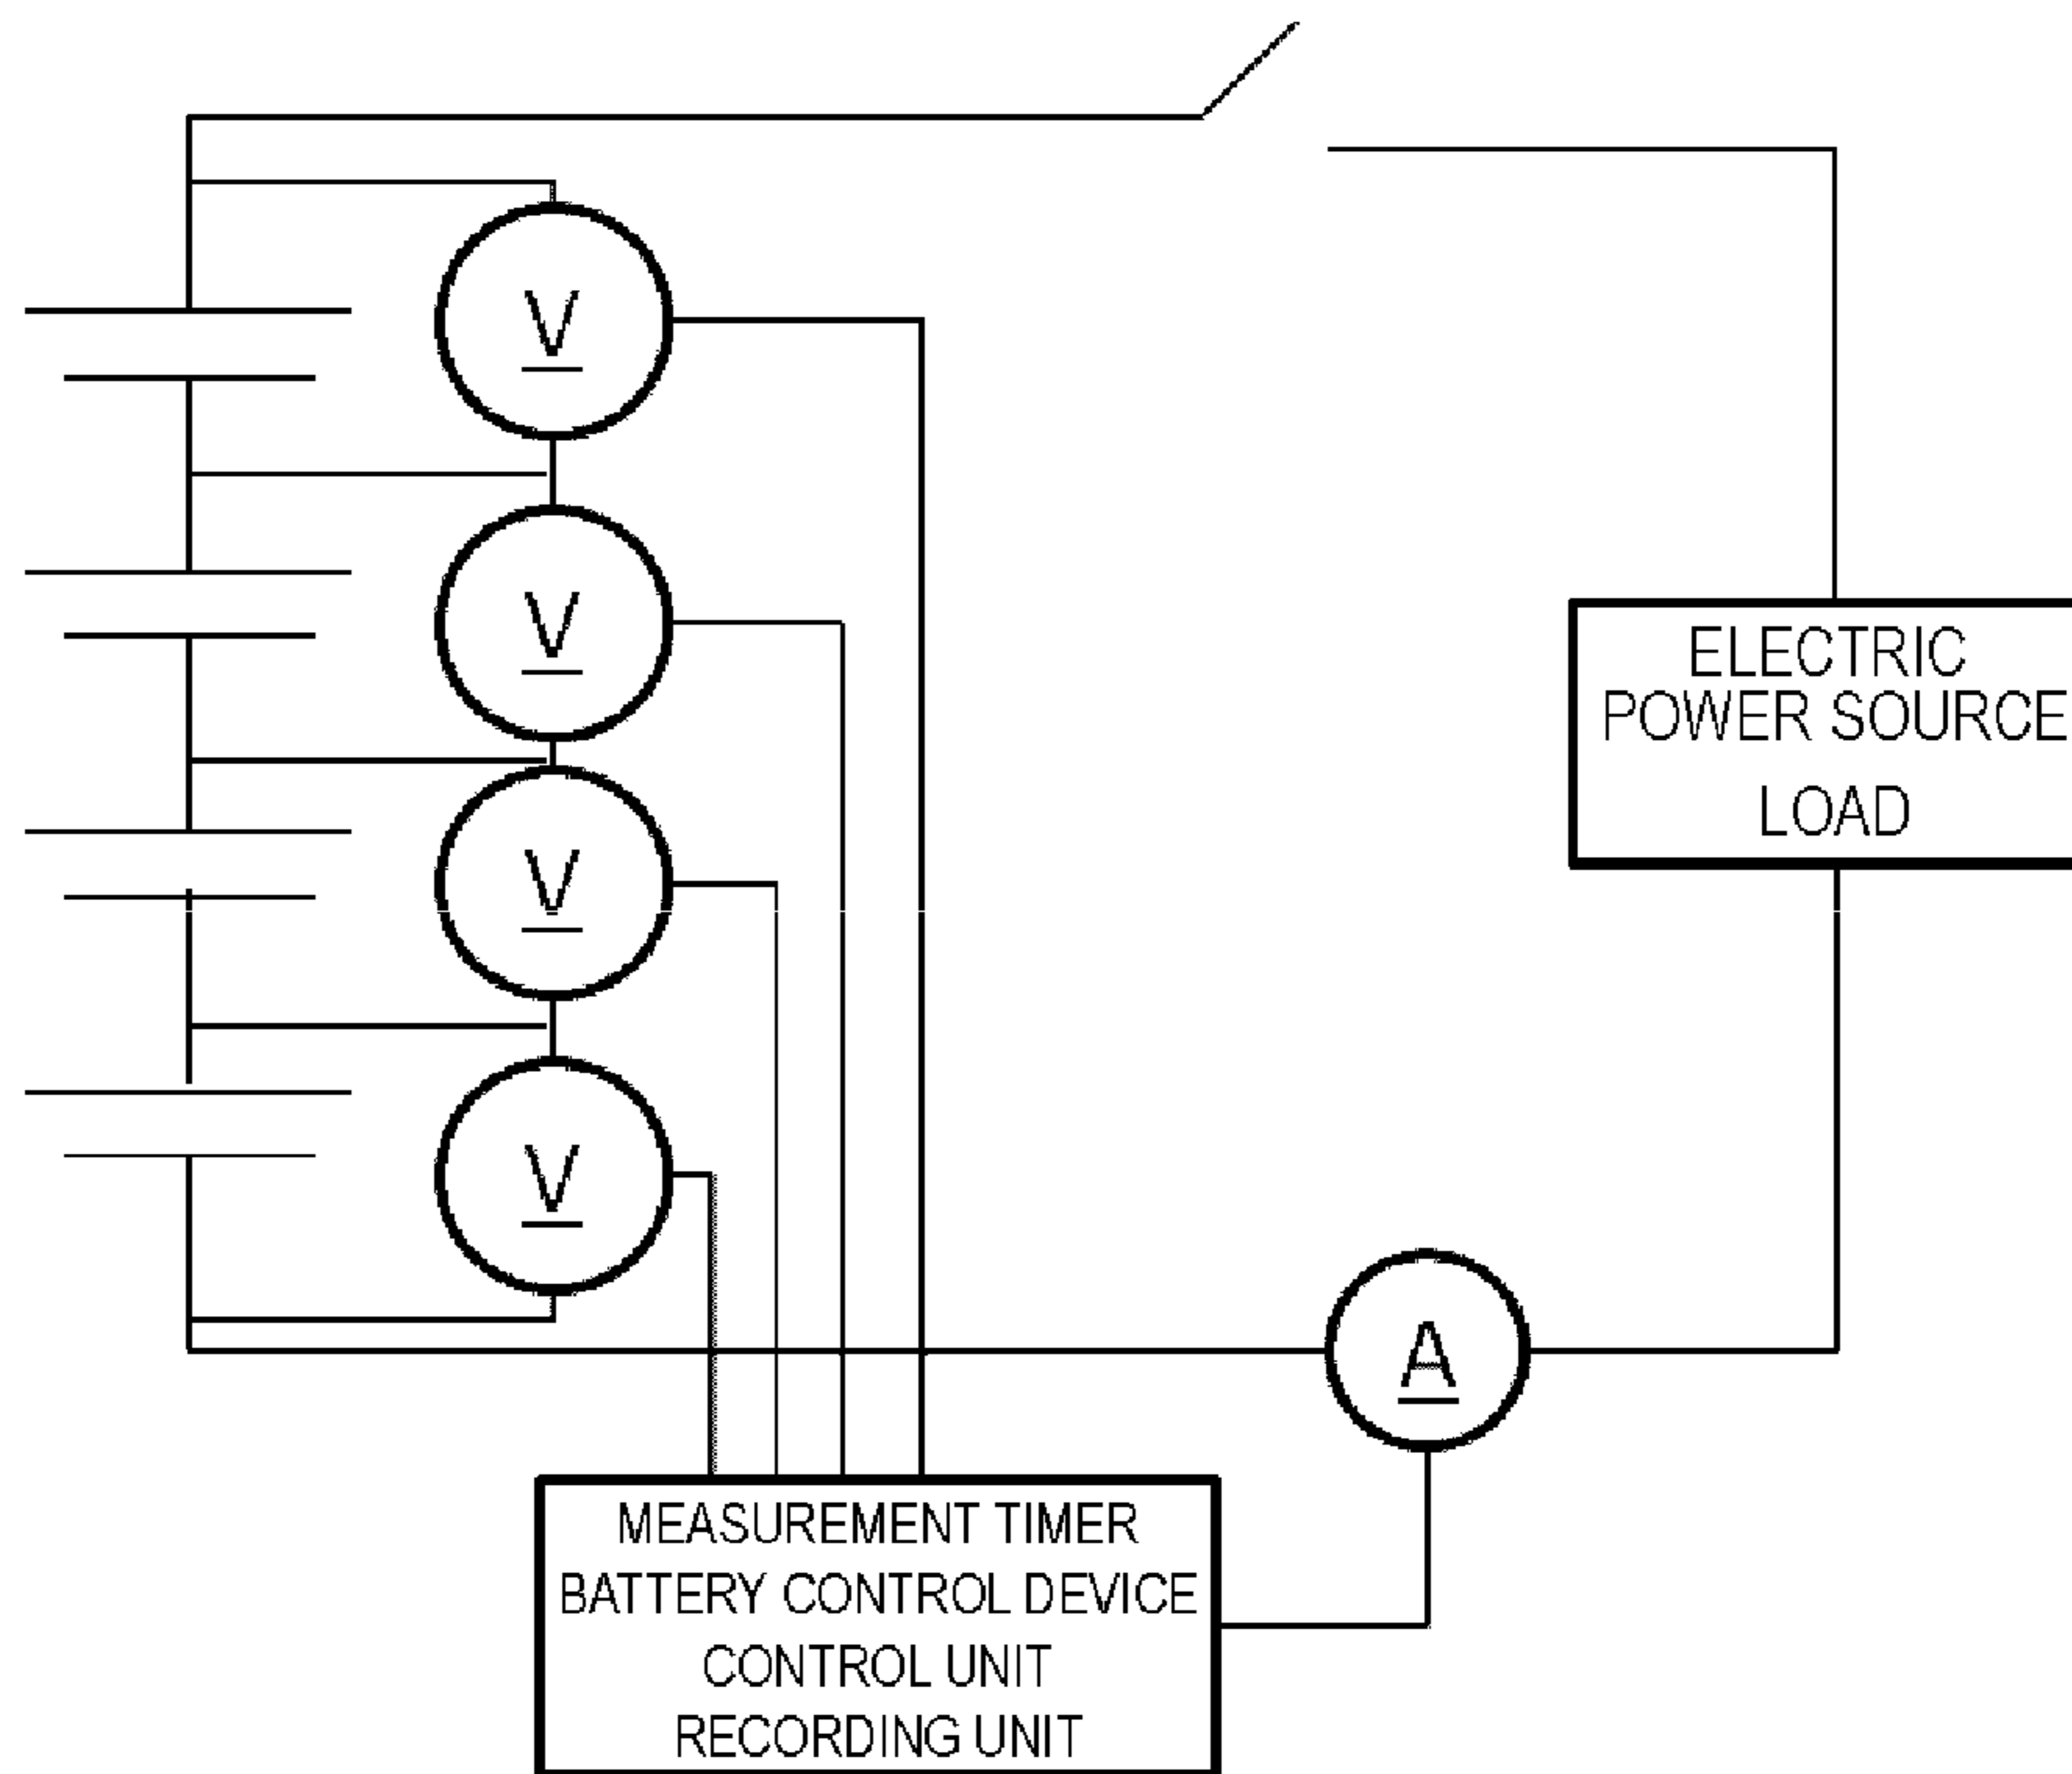 V
V
V
V
ELECTRIC
POWER SOURCE
LOAD
A
MEASUREMENT TIMER
BATTERY CONTROL DEVICE
CONTROL UNIT
RECORDING UNIT